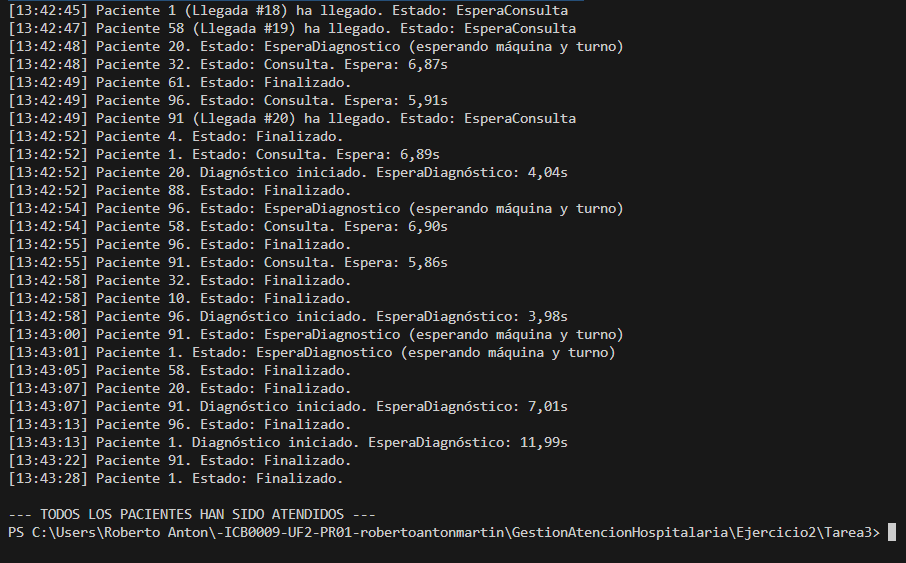 [13:42:45] Paciente 1 (Llegada #18) ha llegado. Estado: EsperaConsulta
[13:42:47] Paciente 58 (Llegada #19) ha llegado. Estado: EsperaConsulta
[13:42:48] Paciente 20. Estado: EsperaDiagnostico (esperando máquina y turno)
[13:42:48] Paciente 32. Estado: Consulta. Espera: 6,87s
[13:42:49] Paciente 61. Estado: Finalizado.
[13:42:49] Paciente 96. Estado: Consulta. Espera: 5,91s
[13:42:49] Paciente 91 (Llegada #20) ha llegado. Estado: EsperaConsulta
[13:42:52] Paciente 4. Estado: Finalizado.
[13:42:52] Paciente 1. Estado: Consulta. Espera: 6,89s
[13:42:52] Paciente 20. Diagnóstico iniciado. EsperaDiagnóstico: 4,04s
[13:42:52] Paciente 88. Estado: Finalizado.
[13:42:54] Paciente 96. Estado: EsperaDiagnostico (esperando máquina y turno)
[13:42:54] Paciente 58. Estado: Consulta. Espera: 6,90s
[13:42:55] Paciente 96. Estado: Finalizado.
[13:42:55] Paciente 91. Estado: Consulta. Espera: 5,86s
[13:42:58] Paciente 32. Estado: Finalizado.
[13:42:58] Paciente 10. Estado: Finalizado.
[13:42:58] Paciente 96. Diagnóstico iniciado. EsperaDiagnóstico: 3,98s
[13:43:00] Paciente 91. Estado: EsperaDiagnostico (esperando máquina y turno)
[13:43:01] Paciente 1. Estado: EsperaDiagnostico (esperando máquina y turno)
[13:43:05] Paciente 58. Estado: Finalizado.
[13:43:07] Paciente 20. Estado: Finalizado.
[13:43:07] Paciente 91. Diagnóstico iniciado. EsperaDiagnóstico: 7,01s
[13:43:13] Paciente 96. Estado: Finalizado.
[13:43:13] Paciente 1. Diagnóstico iniciado. EsperaDiagnóstico: 11,99s
[13:43:22] Paciente 91. Estado: Finalizado.
[13:43:28] Paciente 1. Estado: Finalizado.
--- TODOS LOS PACIENTES HAN SIDO ATENDIDOS ---
PS C:\Users\Roberto Anton\-ICB0009-UF2-PR01-robertoantonmartin\GestionAtencionHospitalaria\Ejercicio2\Tarea3>